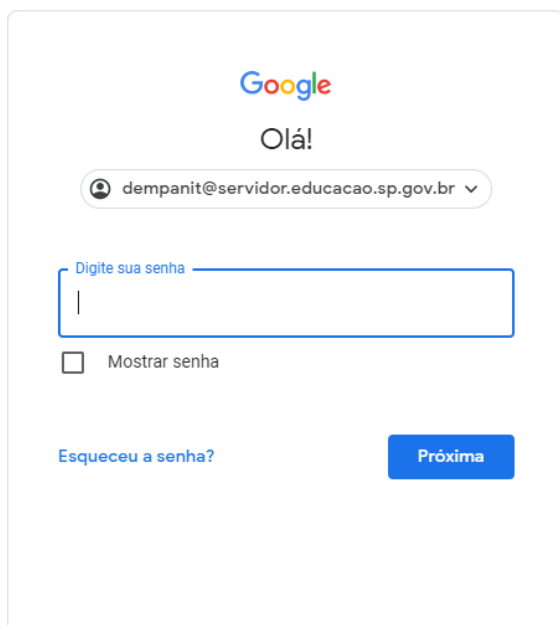 Google
Olá!
dempanit@servidor.educacao.sp.gov.br
Digite sua senha
Mostrar senha
Esqueceu a senha? Próxima